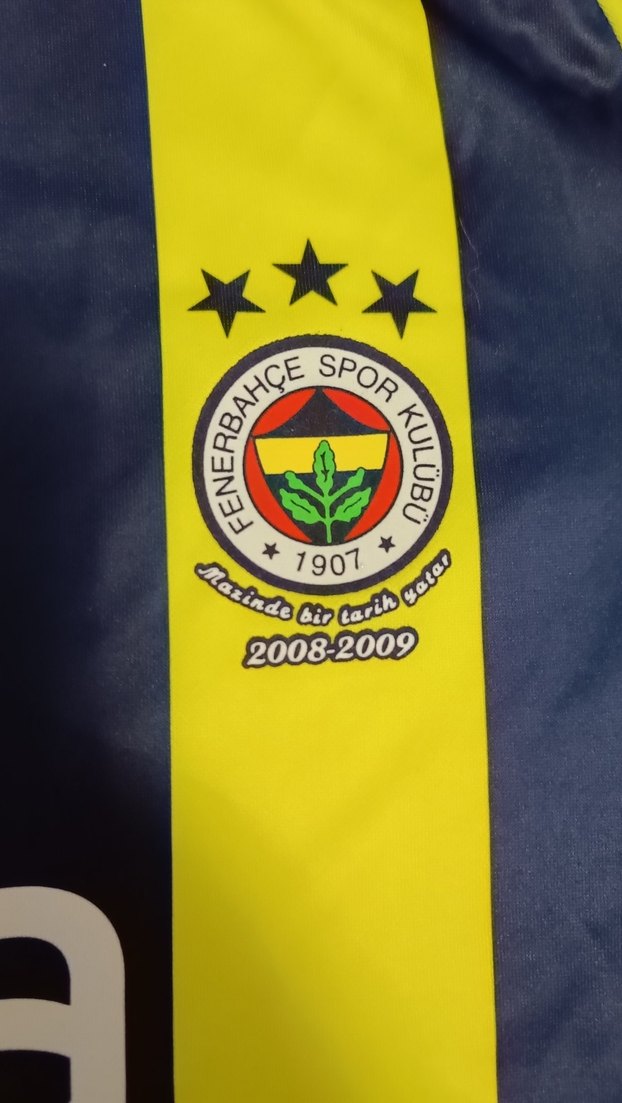 FENERBAHÇE SPOR KULÜBÜ
1907
Mazinde bir tarih yatar
2008-2009
a